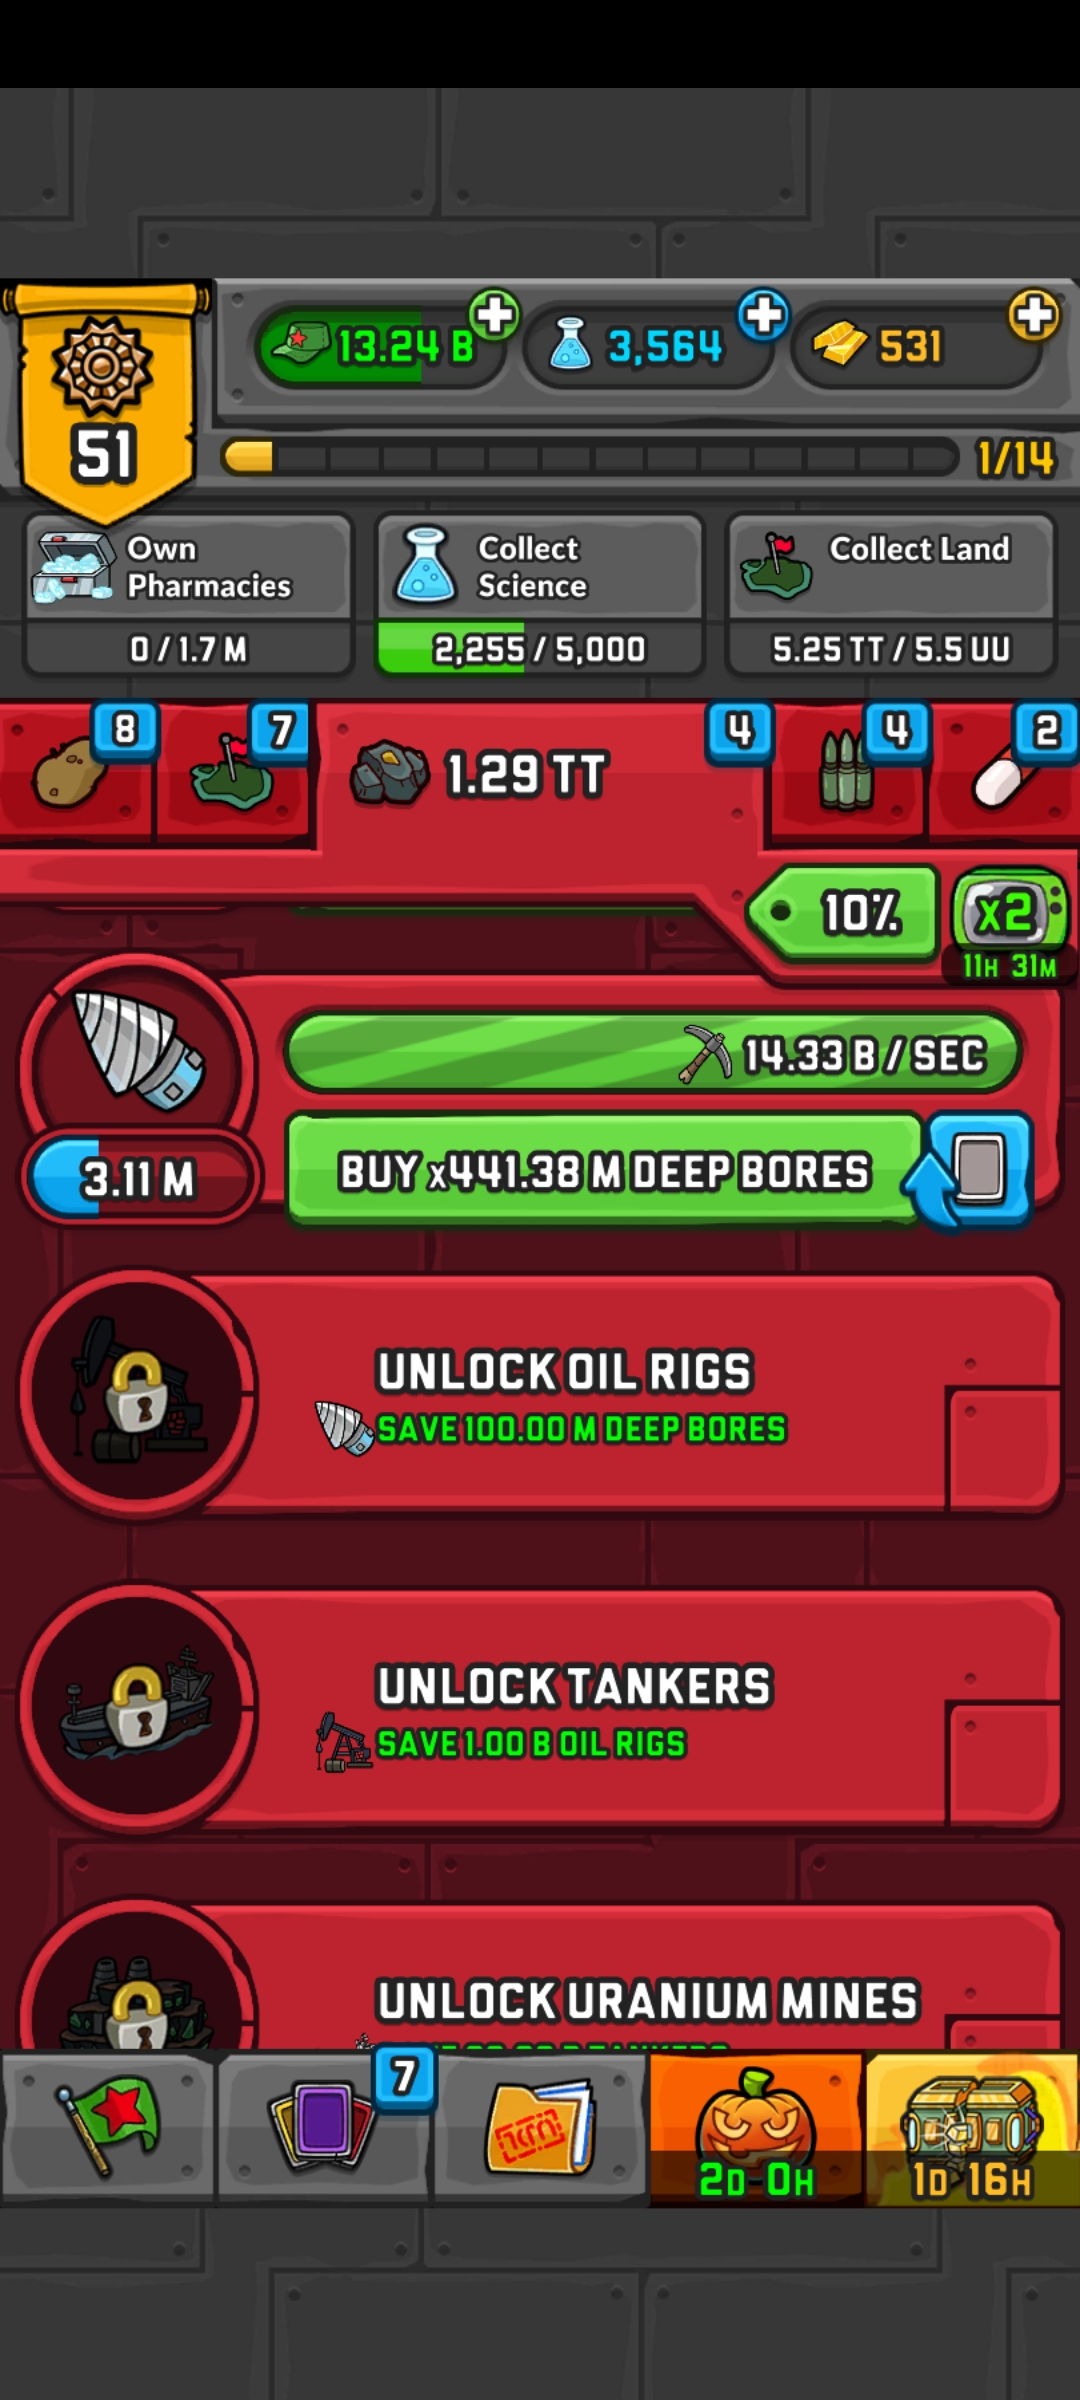 13.24 B
3,564
531
51
1/14
Own
Pharmacies
0 / 1.7 M
Collect
Science
2,255 / 5,000
Collect Land
5.25 TT / 5.5 UU
8
7
1.29 TT
4
4
2
10%
x2
11H 31M
14.33 B / SEC
3.11 M
BUY x441.38 M DEEP BORES
UNLOCK OIL RIGS
SAVE 100.00 M DEEP BORES
UNLOCK TANKERS
SAVE 1.00 B OIL RIGS
UNLOCK URANIUM MINES
7
2D 0H
1D 16H